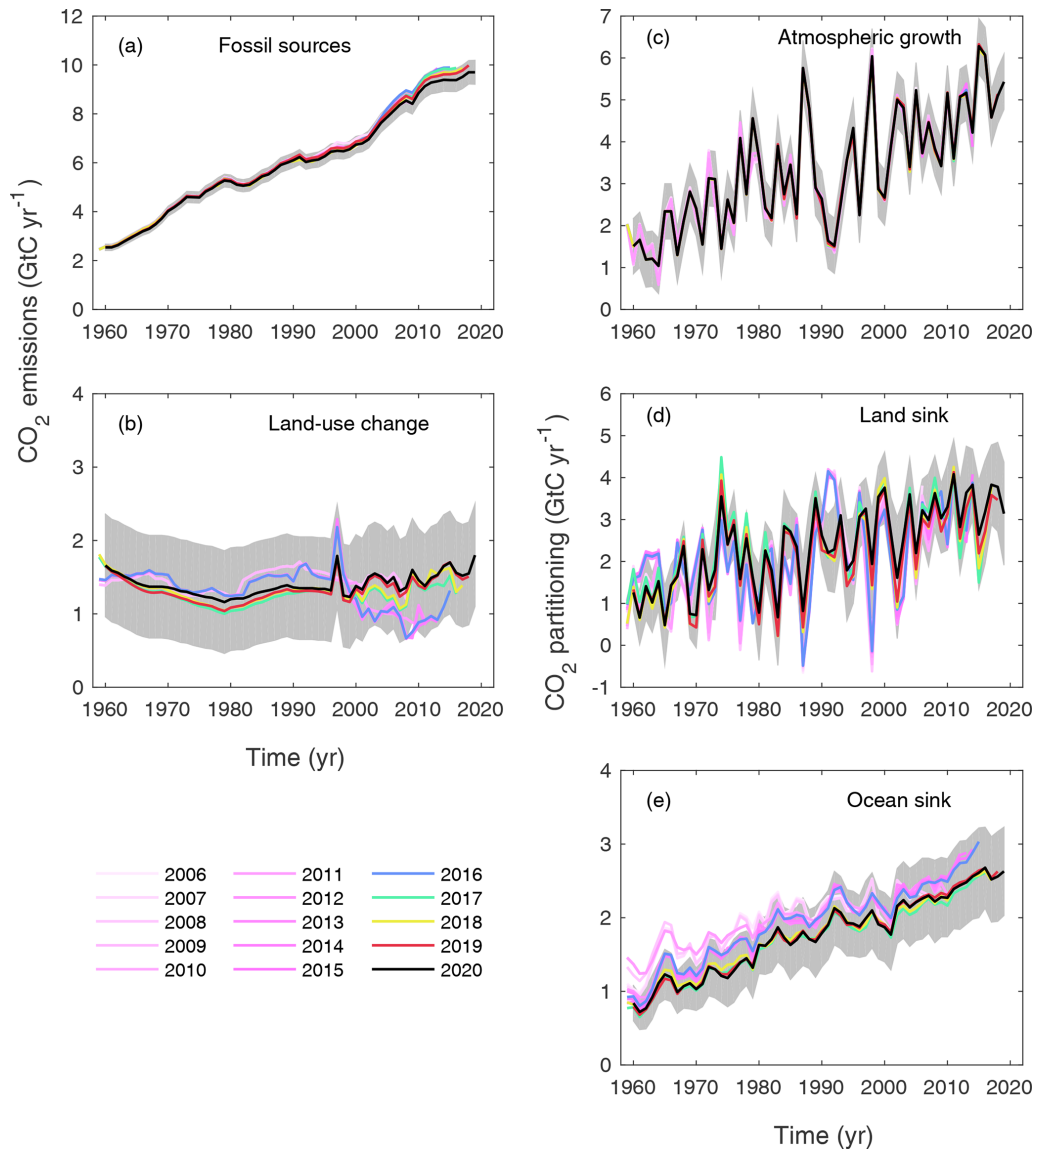 (a) Fossil sources
12
10
8
6
4
2
0
1960 1970 1980 1990 2000 2010 2020
(c) Atmospheric growth
7
6
5
4
3
2
1
0
1960 1970 1980 1990 2000 2010 2020
CO2 emissions (GtC yr-1)
(b) Land-use change
4
3
2
1
0
1960 1970 1980 1990 2000 2010 2020
Time (yr)
CO2 partitioning (GtC yr-1)
(d) Land sink
6
5
4
3
2
1
0
-1
1960 1970 1980 1990 2000 2010 2020
(e) Ocean sink
4
3
2
1
0
1960 1970 1980 1990 2000 2010 2020
Time (yr)
2006 2011 2016
2007 2012 2017
2008 2013 2018
2009 2014 2019
2010 2015 2020